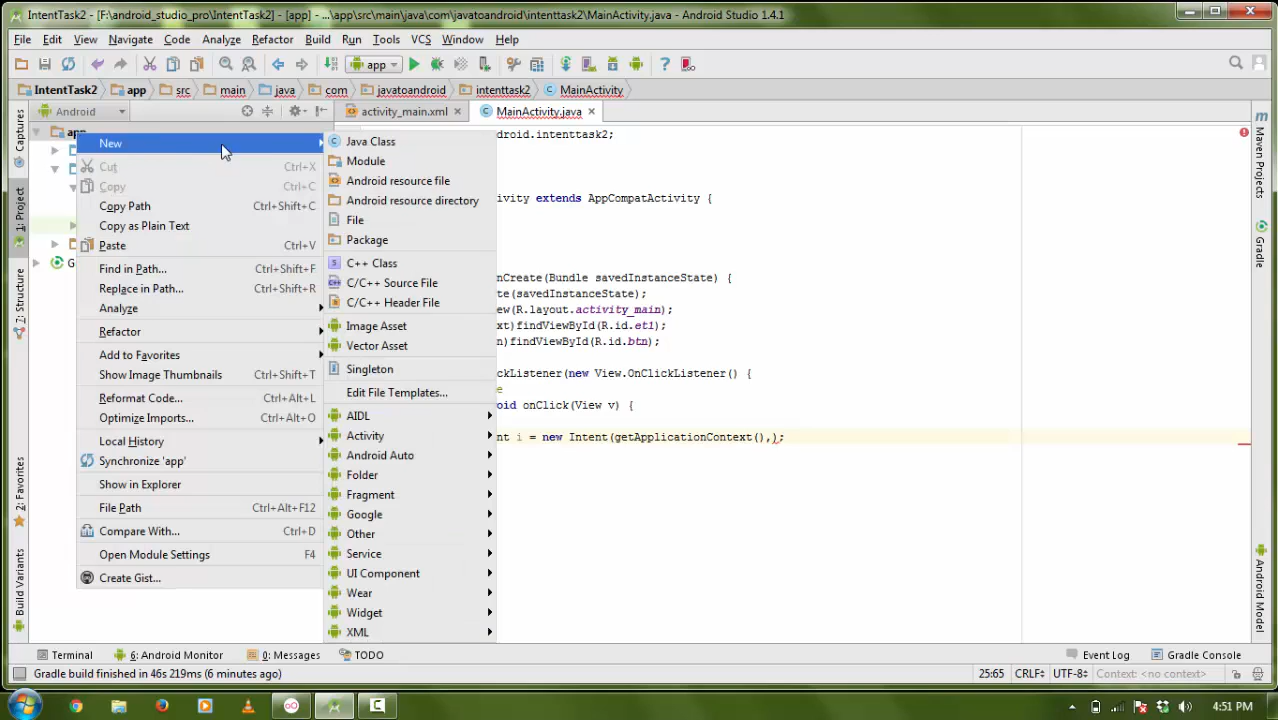 IntentTask2 - [F:\android_studio_pro\IntentTask2] - [app] - ...\app\src\main\java\com\javatoandroid\intenttask2\MainActivity.java - Android Studio 1.4.1
File Edit View Navigate Code Analyze Refactor Build Run Tools VCS Window Help
app
IntentTask2 app src main java com javatoandroid intenttask2 MainActivity
Android activity_main.xml MainActivity.java
app
G
New
Cut Ctrl+X
Copy Ctrl+C
Copy Path Ctrl+Shift+C
Copy as Plain Text
Paste Ctrl+V
Find in Path... Ctrl+Shift+F
Replace in Path... Ctrl+Shift+R
Analyze
Refactor
Add to Favorites
Show Image Thumbnails Ctrl+Shift+T
Reformat Code... Ctrl+Alt+L
Optimize Imports... Ctrl+Alt+O
Local History
Synchronize 'app'
Show in Explorer
File Path Ctrl+Alt+F12
Compare With... Ctrl+D
Open Module Settings F4
Create Gist...
Java Class
Module
Android resource file
Android resource directory
File
Package
C++ Class
C/C++ Source File
C/C++ Header File
Image Asset
Vector Asset
Singleton
Edit File Templates...
AIDL
Activity
Android Auto
Folder
Fragment
Google
Other
Service
UI Component
Wear
Widget
XML
droid.intenttask2;
ivity extends AppCompatActivity {
nCreate(Bundle savedInstanceState) {
te(savedInstanceState);
ew(R.layout.activity_main);
xt)findViewById(R.id.et1);
n)findViewById(R.id.btn);
ckListener(new View.OnClickListener() {
e
oid onClick(View v) {
nt i = new Intent(getApplicationContext(),);
Captures
1: Project
7: Structure
2: Favorites
Build Variants
Maven Projects
Gradle
Android Model
Terminal 6: Android Monitor 0: Messages TODO Event Log Gradle Console
Gradle build finished in 46s 219ms (6 minutes ago) 25:65 CRLF UTF-8 Context: <no context>
4:51 PM